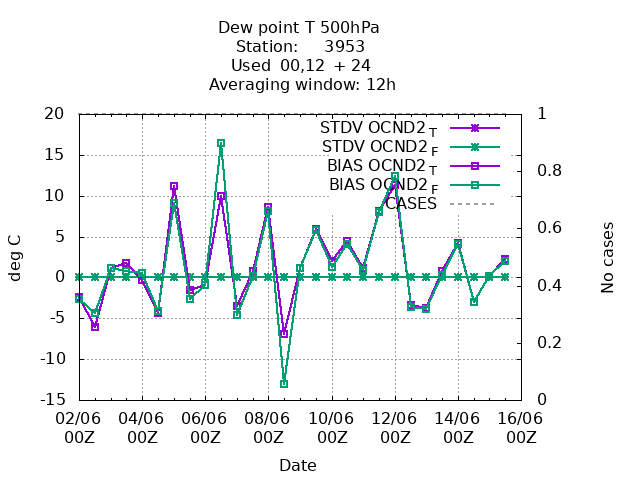 Dew point T 500hPa
Station:     3953
Used  00,12  + 24
Averaging window: 12h
STDV OCND2 T
STDV OCND2 F
BIAS OCND2 T
BIAS OCND2 F
CASES
20
15
10
5
0
-5
-10
-15
deg C
1
0.8
0.6
0.4
0.2
0
No cases
02/06 04/06 06/06 08/06 10/06 12/06 14/06 16/06
00Z 00Z 00Z 00Z 00Z 00Z 00Z 00Z
Date